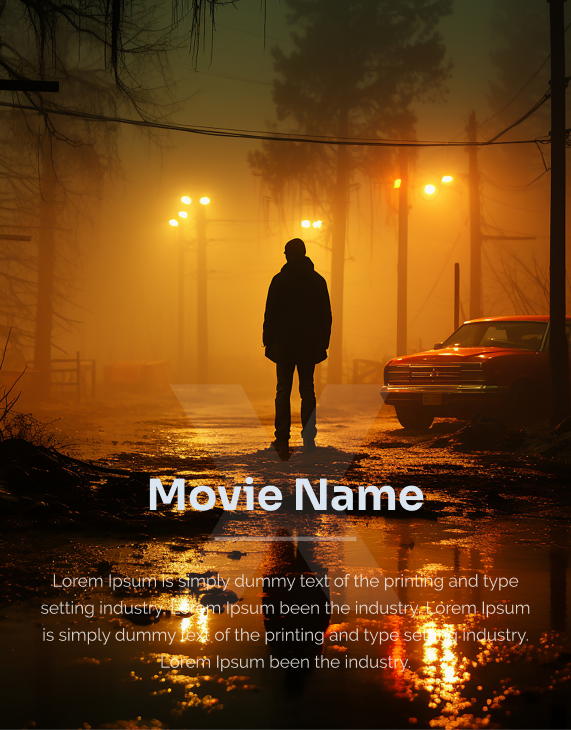 Movie Name
Lorem Ipsum is simply dummy text of the printing and type
setting industry. Lorem Ipsum been the industry. Lorem Ipsum
is simply dummy text of the printing and type setting industry.
Lorem Ipsum been the industry.